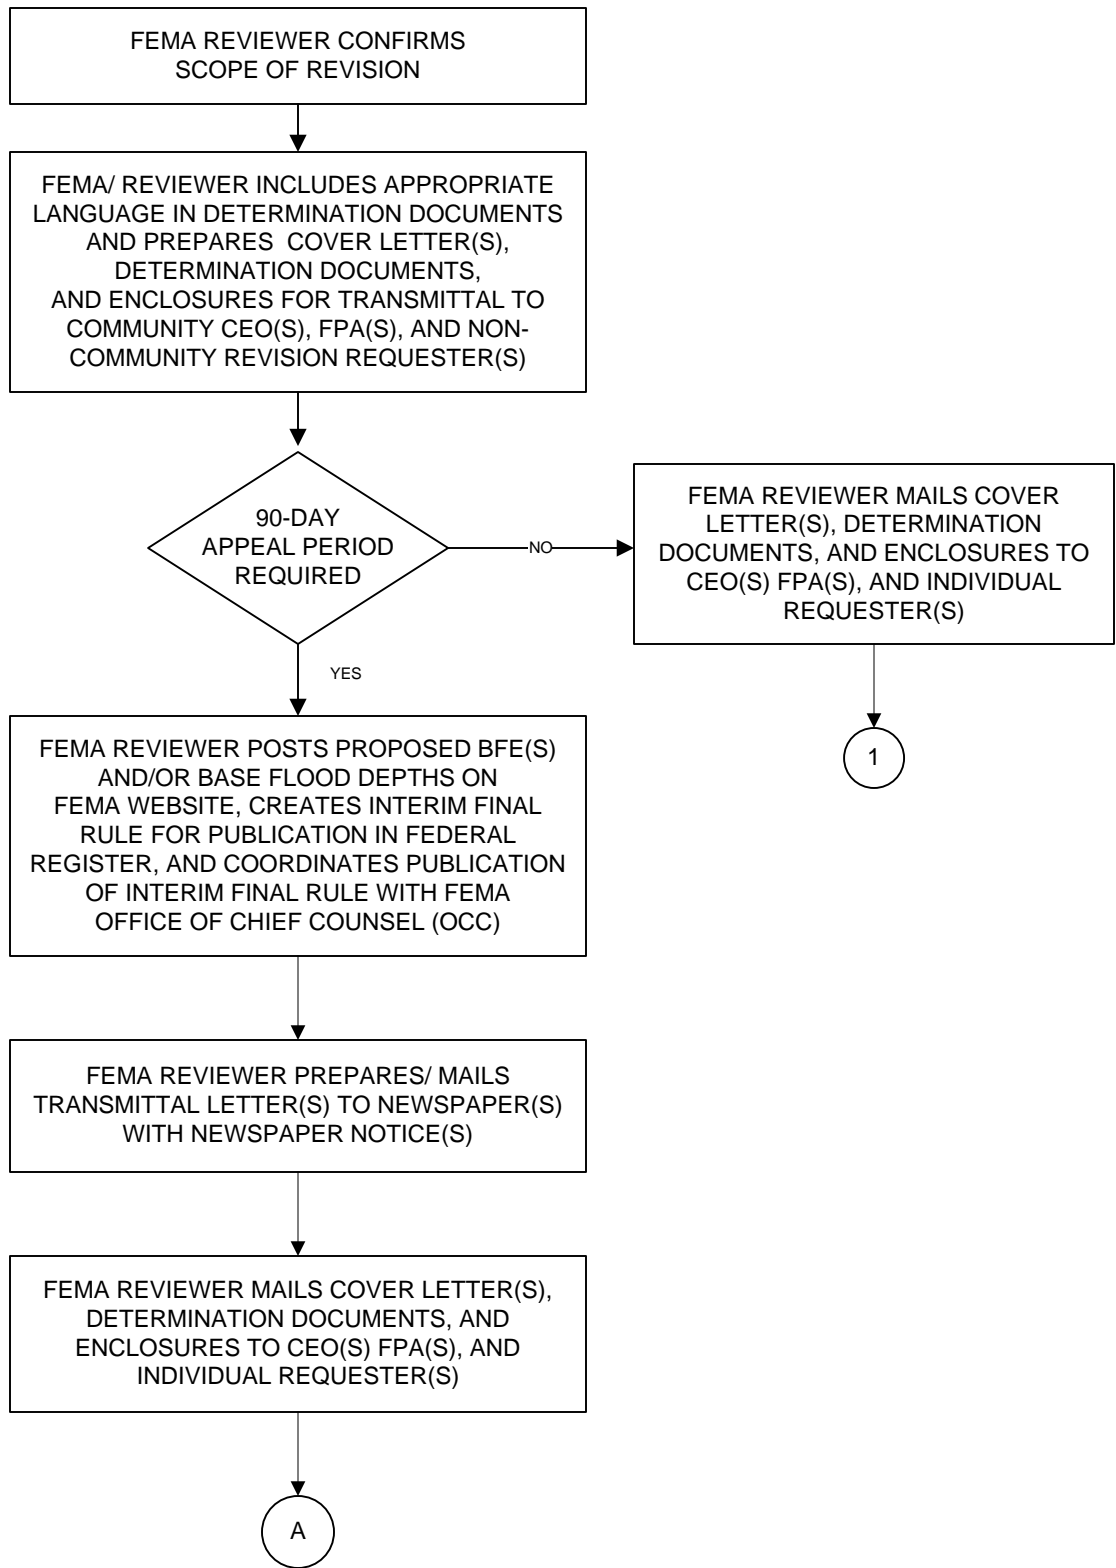 FEMA REVIEWER CONFIRMS
SCOPE OF REVISION
FEMA/ REVIEWER INCLUDES APPROPRIATE
LANGUAGE IN DETERMINATION DOCUMENTS
AND PREPARES COVER LETTER(S),
DETERMINATION DOCUMENTS,
AND ENCLOSURES FOR TRANSMITTAL TO
COMMUNITY CEO(S), FPA(S), AND NON-
COMMUNITY REVISION REQUESTER(S)
90-DAY
APPEAL PERIOD
REQUIRED
NO
FEMA REVIEWER MAILS COVER
LETTER(S), DETERMINATION
DOCUMENTS, AND ENCLOSURES TO
CEO(S) FPA(S), AND INDIVIDUAL
REQUESTER(S)
1
YES
FEMA REVIEWER POSTS PROPOSED BFE(S)
AND/OR BASE FLOOD DEPTHS ON
FEMA WEBSITE, CREATES INTERIM FINAL
RULE FOR PUBLICATION IN FEDERAL
REGISTER, AND COORDINATES PUBLICATION
OF INTERIM FINAL RULE WITH FEMA
OFFICE OF CHIEF COUNSEL (OCC)
FEMA REVIEWER PREPARES/ MAILS
TRANSMITTAL LETTER(S) TO NEWSPAPER(S)
WITH NEWSPAPER NOTICE(S)
FEMA REVIEWER MAILS COVER LETTER(S),
DETERMINATION DOCUMENTS, AND
ENCLOSURES TO CEO(S) FPA(S), AND
INDIVIDUAL REQUESTER(S)
A